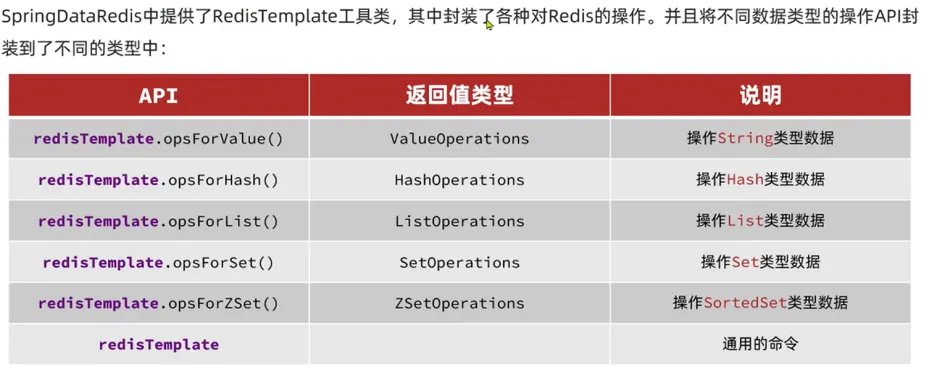 SpringDataRedis中提供了RedisTemplate工具类，其中封装了各种对Redis的操作。并且将不同数据类型的操作API封
装到了不同的类型中：
API 返回值类型 说明
redisTemplate.opsForValue() ValueOperations 操作String类型数据
redisTemplate.opsForHash() HashOperations 操作Hash类型数据
redisTemplate.opsForList() ListOperations 操作List类型数据
redisTemplate.opsForSet() SetOperations 操作Set类型数据
redisTemplate.opsForZSet() ZSetOperations 操作SortedSet类型数据
redisTemplate 通用的命令